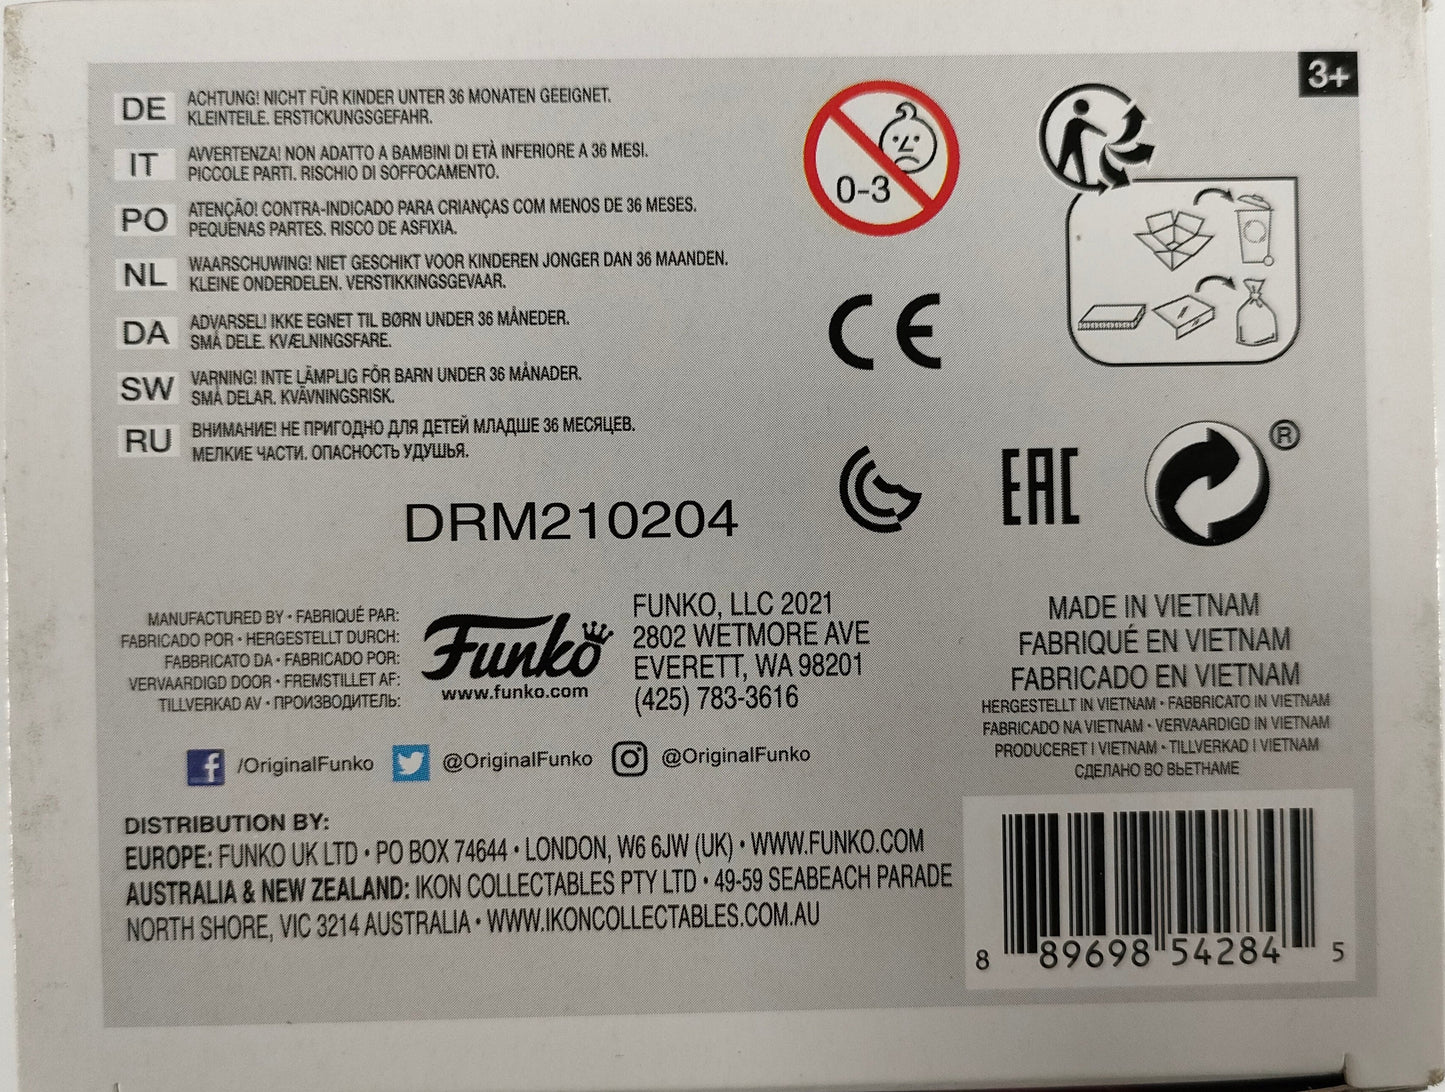 3+
DE
ACHTUNG! NICHT FÜR KINDER UNTER 36 MONATEN GEEIGNET.
KLEINTEILE. ERSTICKUNGSGEFAHR.
IT
AVVERTENZA! NON ADATTO A BAMBINI DI ETÀ INFERIORE A 36 MESI.
PICCOLE PARTI. RISCHIO DI SOFFOCAMENTO.
PO
ATENÇÃO! CONTRA-INDICADO PARA CRIANÇAS COM MENOS DE 36 MESES.
PEQUENAS PARTES. RISCO DE ASFIXIA.
NL
WAARSCHUWING! NIET GESCHIKT VOOR KINDEREN JONGER DAN 36 MAANDEN.
KLEINE ONDERDELEN. VERSTIKKINGSGEVAAR.
DA
ADVARSEL! IKKE EGNET TIL BØRN UNDER 36 MÅNEDER.
SMÅ DELE. KVÆLNINGSFARE.
SW
VARNING! INTE LÄMPLIG FÖR BARN UNDER 36 MÅNADER.
SMÅ DELAR. KVÄVNINGSRISK.
RU
ВНИМАНИЕ! НЕ ПРИГОДНО ДЛЯ ДЕТЕЙ МЛАДШЕ 36 МЕСЯЦЕВ.
МЕЛКИЕ ЧАСТИ. ОПАСНОСТЬ УДУШЬЯ.
0-3
CE
EAC
®
DRM210204
MANUFACTURED BY • FABRIQUÉ PAR:
FABRICADO POR • HERGESTELLT DURCH:
FABBRICATO DA • FABRICADO POR:
VERVAARDIGD DOOR • FREMSTILLET AF:
TILLVERKAD AV • ПРОИЗВОДИТЕЛЬ:
Funko
www.funko.com
FUNKO, LLC 2021
2802 WETMORE AVE
EVERETT, WA 98201
(425) 783-3616
MADE IN VIETNAM
FABRIQUÉ EN VIETNAM
FABRICADO EN VIETNAM
HERGESTELLT IN VIETNAM • FABBRICATO IN VIETNAM
FABRICADO NA VIETNAM • VERVAARDIGD IN VIETNAM
PRODUCERET I VIETNAM • TILLVERKAD I VIETNAM
СДЕЛАНО ВО ВЬЕТНАМЕ
f /OriginalFunko @OriginalFunko @OriginalFunko
DISTRIBUTION BY:
EUROPE: FUNKO UK LTD • PO BOX 74644 • LONDON, W6 6JW (UK) • WWW.FUNKO.COM
AUSTRALIA & NEW ZEALAND: IKON COLLECTABLES PTY LTD • 49-59 SEABEACH PARADE
NORTH SHORE, VIC 3214 AUSTRALIA • WWW.IKONCOLLECTABLES.COM.AU
8 89698 54284 5